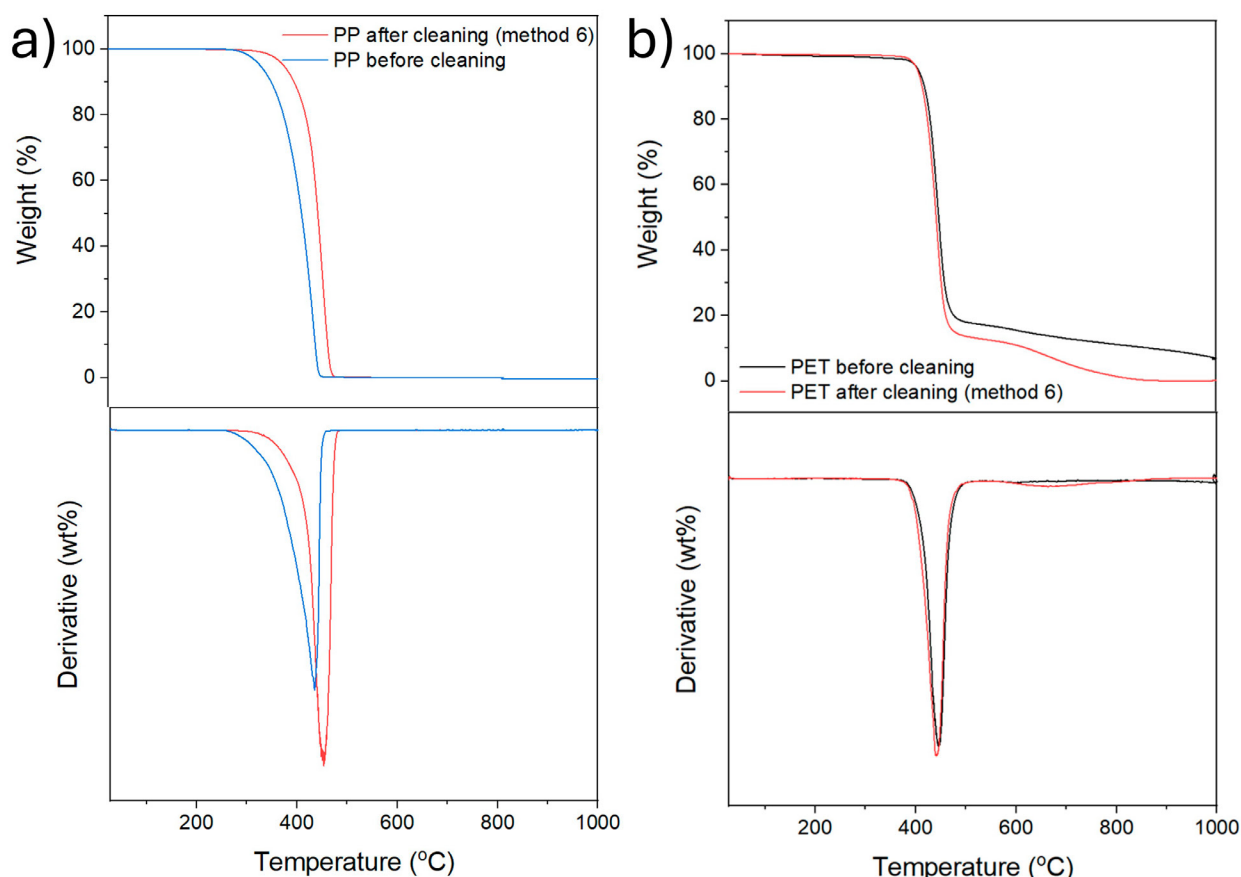 a)
PP after cleaning (method 6)
PP before cleaning
100
80
60
40
20
0
Weight (%)
Derivative (wt%)
200
400
600
800
1000
Temperature (ºC)
b)
100
80
60
40
20
0
Weight (%)
PET before cleaning
PET after cleaning (method 6)
Derivative (wt%)
200
400
600
800
1000
Temperature (ºC)